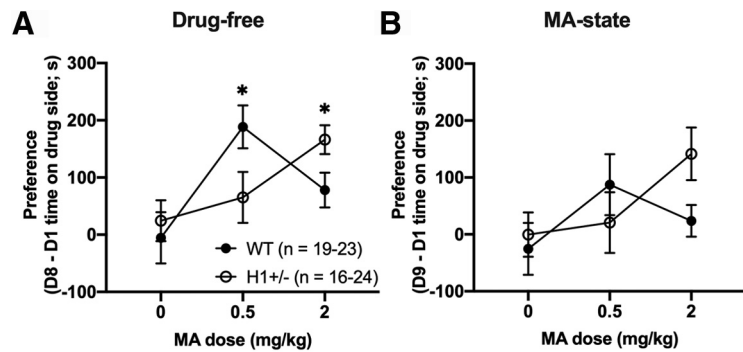 A
Drug-free
Preference
(D8 - D1 time on drug side; s)
300
200
100
0
-100
*
*
WT (n = 19-23)
H1+/- (n = 16-24)
0
0.5
2
MA dose (mg/kg)
B
MA-state
Preference
(D9 - D1 time on drug side; s)
300
200
100
0
-100
0
0.5
2
MA dose (mg/kg)